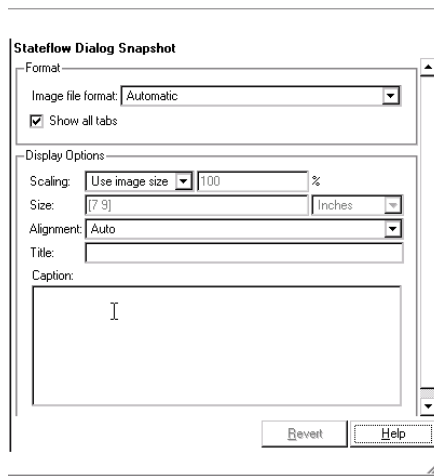 Stateflow Dialog Snapshot
Format
Image file format: Automatic
Show all tabs
Display Options
Scaling: Use image size 100 %
Size: [7 9] Inches
Alignment: Auto
Title:
Caption:
Revert Help